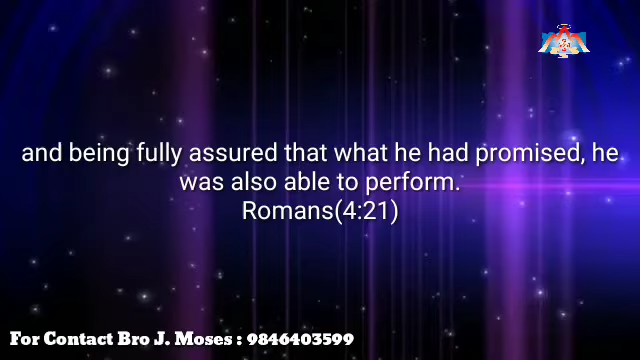 and being fully assured that what he had promised, he
was also able to perform.
Romans(4:21)
For Contact Bro J. Moses : 9846403599